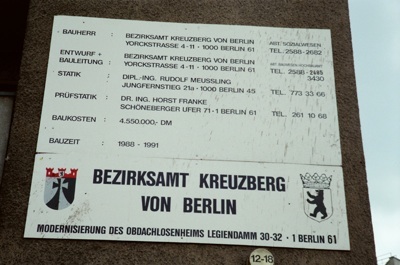 BAUHERR : BEZIRKSAMT KREUZBERG VON BERLIN ABT. SOZIALWESEN
YORCKSTRASSE 4-11 · 1000 BERLIN 61 TEL. 2588-2682
ENTWURF + BEZIRKSAMT KREUZBERG VON BERLIN
BAULEITUNG : YORCKSTRASSE 4-11 · 1000 BERLIN 61 TEL. 2588-
3430
STATIK : DIPL.-ING. RUDOLF MEUSSLING
JUNGFERNSTIEG 21a · 1000 BERLIN 45 TEL. 773 33 66
PRÜFSTATIK : DR. ING. HORST FRANKE
SCHÖNEBERGER UFER 71 · 1 BERLIN 61 TEL. 261 10 68
BAUKOSTEN : 4.550.000,- DM
BAUZEIT : 1988 - 1991
BEZIRKSAMT KREUZBERG
VON BERLIN
MODERNISIERUNG DES OBDACHLOSENHEIMS LEGIENDAMM 30-32 · 1 BERLIN 61
12-18